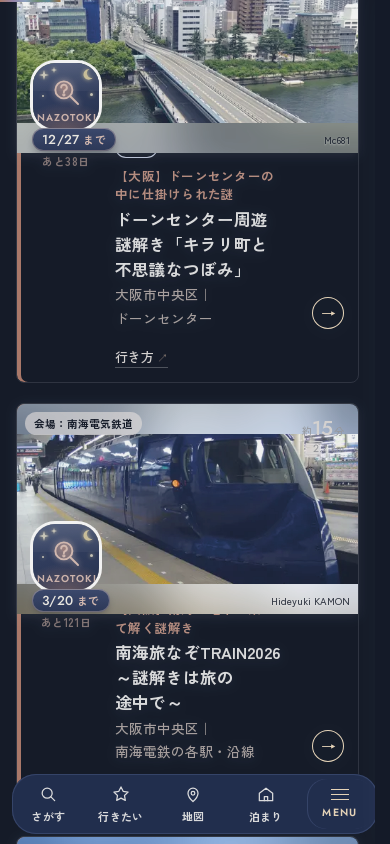 NAZOTOKI
12/27 まで
Mc681
あと38日
【大阪】ドーンセンターの
中に仕掛けられた謎
ドーンセンター周遊
謎解き「キラリ町と
不思議なつぼみ」
大阪市中央区｜
ドーンセンター
行き方
会場：南海電気鉄道
約15
NAZOTOKI
3/20 まで
Hideyuki KAMON
あと121日
て解く謎解き
南海旅なぞTRAIN2026
～謎解きは旅の
途中で～
大阪市中央区｜
南海電鉄の各駅・沿線
さがす
行きたい
地図
泊まり
MENU